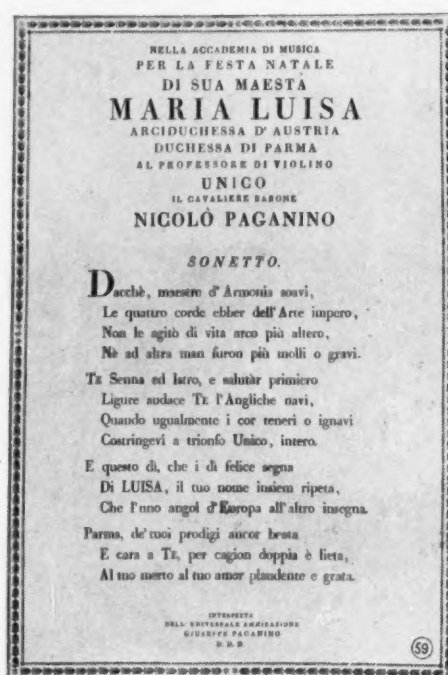 NELLA ACCADEMIA DI MUSICA
PER LA FESTA NATALE
DI SUA MAESTÀ
MARIA LUISA
ARCIDUCHESSA D'AUSTRIA
DUCHESSA DI PARMA
AL PROFESSORE DI VIOLINO
UNICO
IL CAVALIERE BARONE
NICOLÒ PAGANINO
SONETTO.
Dacchè, maestre d'Armonia soavi,
Le quattro corde ebber dell'Arte impero,
Non le agitò di vita arco più altero,
Nè ad altra man furon più molli o gravi.
TE Senna ed Istro, e salutâr primiero
Ligure audace TE l'Angliche navi,
Quando ugualmente i cor teneri o ignavi
Costringevi a trionfo Unico, intero.
E questo dì, che i dì felice segna
Di LUISA, il tuo nome insiem ripeta,
Che l'uno angol d'Europa all'altro insegna.
Parma, de'tuoi prodigi ancor beata
E cara a TE, per cagion doppia è lieta,
Al tuo merto al tuo amor plaudente e grata.
INTERPRETE
DELL'UNIVERSALE AMMIRAZIONE
GIUSEPPE PAGANINO
D. D. D.
59